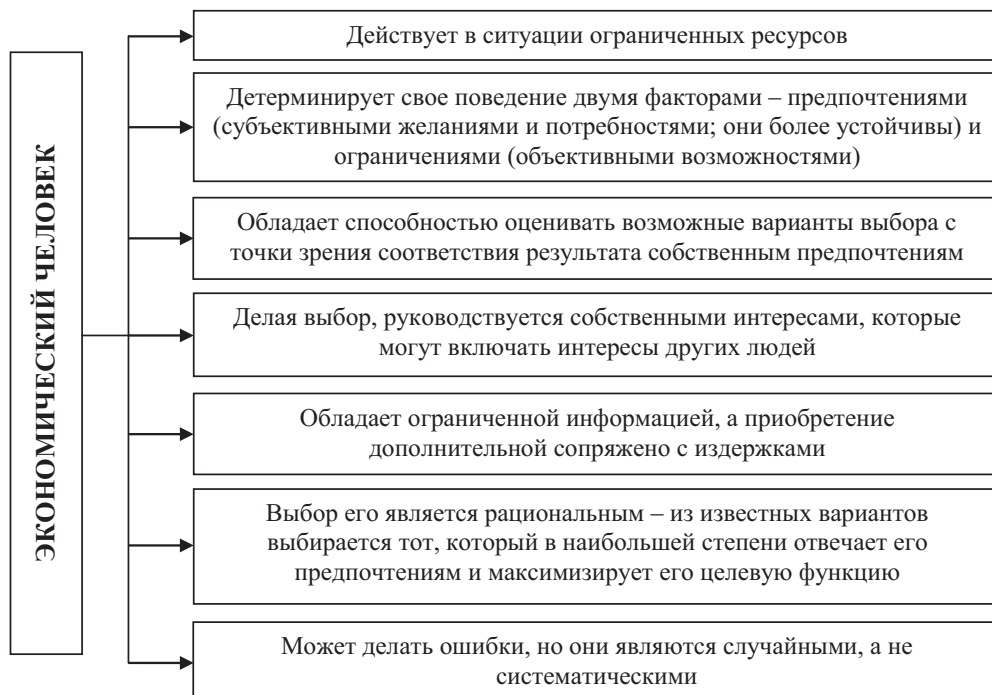 ЭКОНОМИЧЕСКИЙ ЧЕЛОВЕК
Действует в ситуации ограниченных ресурсов
Детерминирует свое поведение двумя факторами – предпочтениями
(субъективными желаниями и потребностями; они более устойчивы) и
ограничениями (объективными возможностями)
Обладает способностью оценивать возможные варианты выбора с
точки зрения соответствия результата собственным предпочтениям
Делая выбор, руководствуется собственными интересами, которые
могут включать интересы других людей
Обладает ограниченной информацией, а приобретение
дополнительной сопряжено с издержками
Выбор его является рациональным – из известных вариантов
выбирается тот, который в наибольшей степени отвечает его
предпочтениям и максимизирует его целевую функцию
Может делать ошибки, но они являются случайными, а не
систематическими